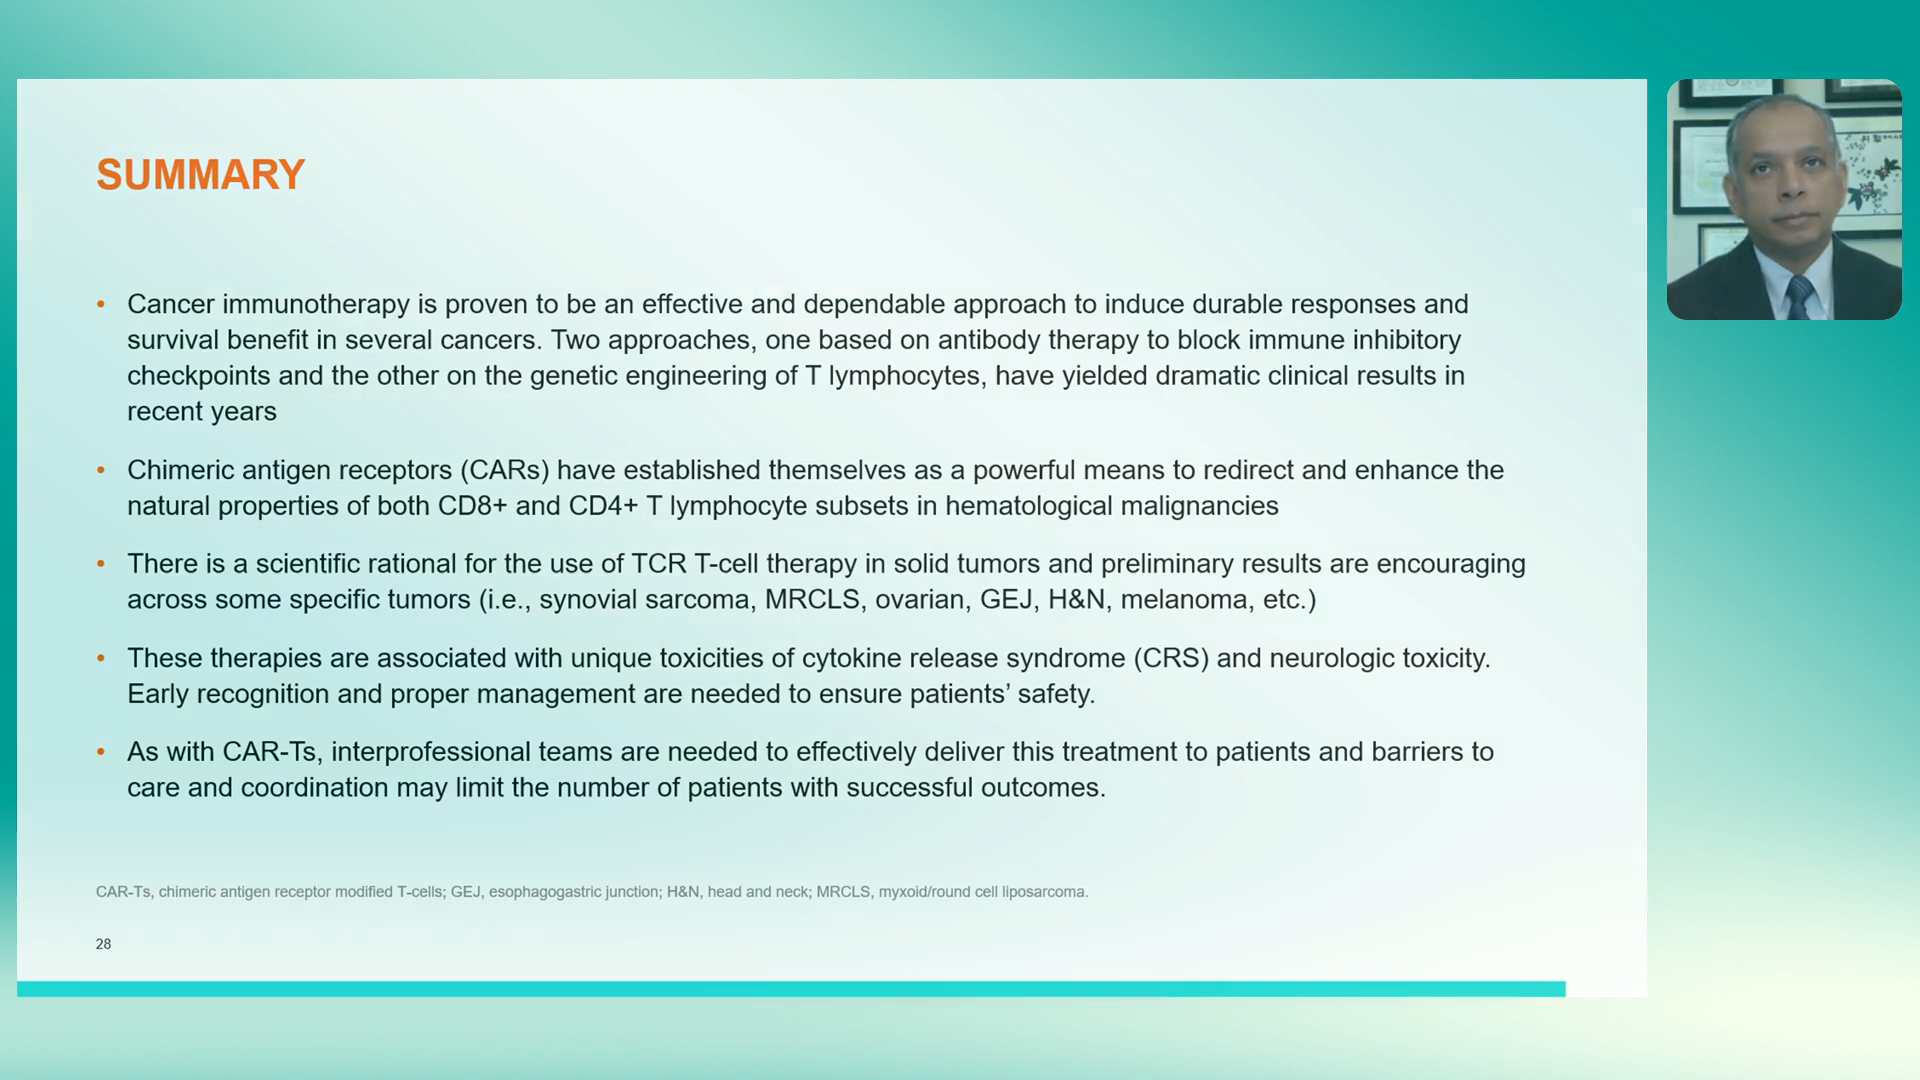 SUMMARY
• Cancer immunotherapy is proven to be an effective and dependable approach to induce durable responses and
survival benefit in several cancers. Two approaches, one based on antibody therapy to block immune inhibitory
checkpoints and the other on the genetic engineering of T lymphocytes, have yielded dramatic clinical results in
recent years
• Chimeric antigen receptors (CARs) have established themselves as a powerful means to redirect and enhance the
natural properties of both CD8+ and CD4+ T lymphocyte subsets in hematological malignancies
• There is a scientific rational for the use of TCR T-cell therapy in solid tumors and preliminary results are encouraging
across some specific tumors (i.e., synovial sarcoma, MRCLS, ovarian, GEJ, H&N, melanoma, etc.)
• These therapies are associated with unique toxicities of cytokine release syndrome (CRS) and neurologic toxicity.
Early recognition and proper management are needed to ensure patients’ safety.
• As with CAR-Ts, interprofessional teams are needed to effectively deliver this treatment to patients and barriers to
care and coordination may limit the number of patients with successful outcomes.
CAR-Ts, chimeric antigen receptor modified T-cells; GEJ, esophagogastric junction; H&N, head and neck; MRCLS, myxoid/round cell liposarcoma.
28